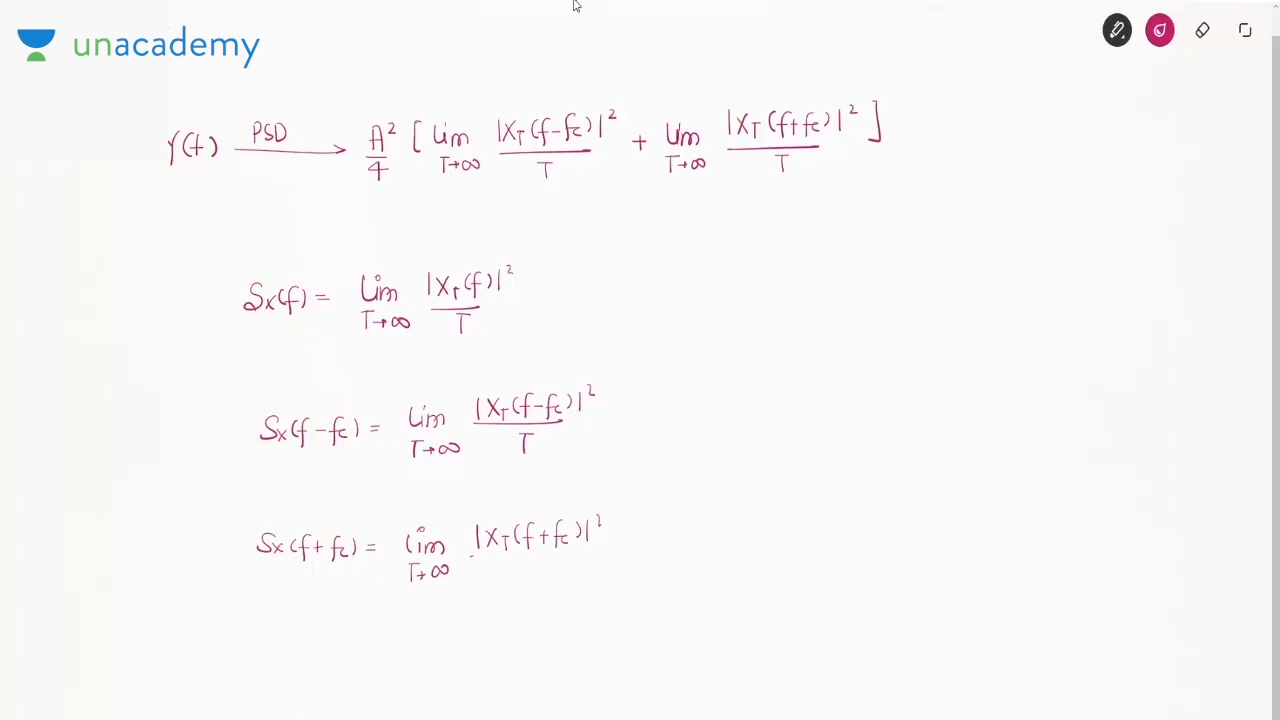 unacademy
Y(t) PSD → A²/4 [ Lim T→∞ |X_T(f-fc)|²/T + Lim T→∞ |X_T(f+fc)|²/T ]
Sx(f) = Lim T→∞ |X_T(f)|²/T
Sx(f-fc) = Lim T→∞ |X_T(f-fc)|²/T
Sx(f+fc) = Lim T→∞ |X_T(f+fc)|²